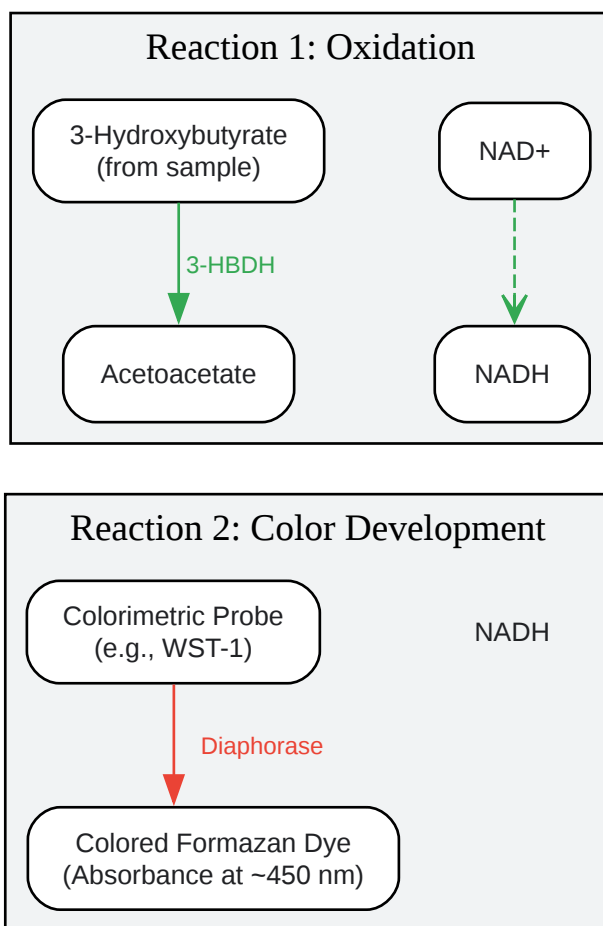 Reaction 1: Oxidation
3-Hydroxybutyrate
(from sample)
NAD+
3-HBDH
Acetoacetate
NADH
Reaction 2: Color Development
Colorimetric Probe
(e.g., WST-1)
NADH
Diaphorase
Colored Formazan Dye
(Absorbance at ~450 nm)